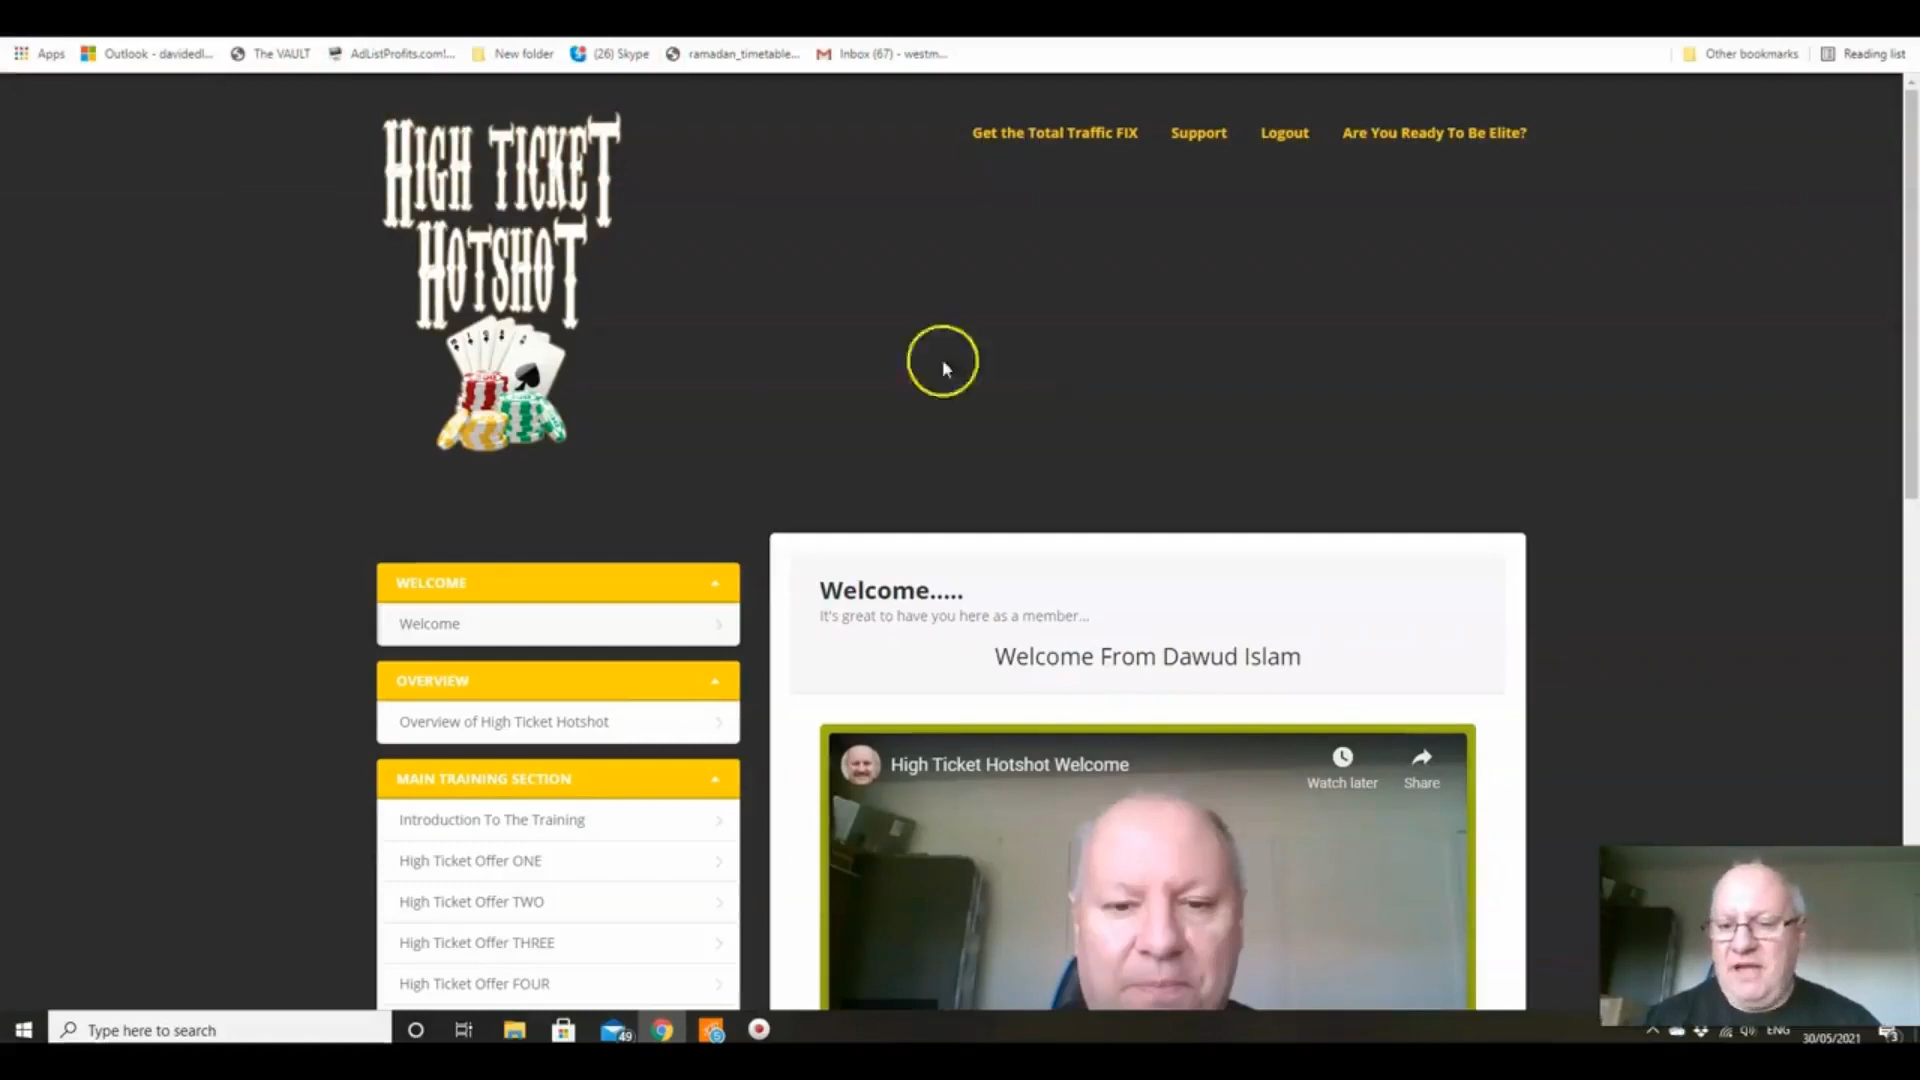 Apps
Outlook - davidedl...
The VAULT
AdListProfits.com!...
New folder
(26) Skype
ramadan_timetable...
Inbox (67) - westm...
Other bookmarks
Reading list
HIGH TICKET
HOTSHOT
Get the Total Traffic FIX
Support
Logout
Are You Ready To Be Elite?
WELCOME
Welcome
OVERVIEW
Overview of High Ticket Hotshot
MAIN TRAINING SECTION
Introduction To The Training
High Ticket Offer ONE
High Ticket Offer TWO
High Ticket Offer THREE
High Ticket Offer FOUR
Welcome.....
It's great to have you here as a member...
Welcome From Dawud Islam
High Ticket Hotshot Welcome
Watch later
Share
Type here to search
49
5
ENG
30/05/2021
3